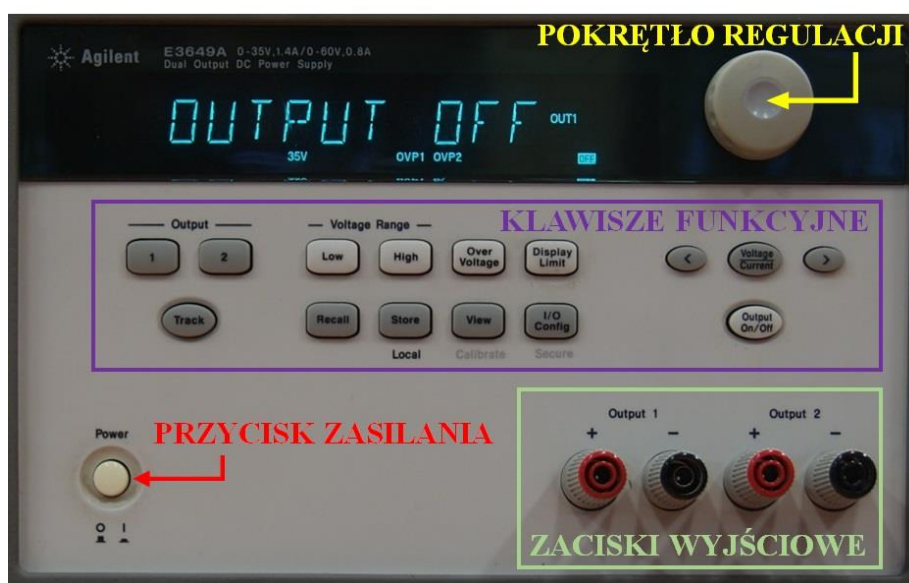 POKRĘTŁO REGULACJI
Agilent E3649A 0-35V,1.4A/0-60V,0.8A
Dual Output DC Power Supply
OUTPUT OFF OUT1
35V OVP1 OVP2 OFF
KLAWISZE FUNKCYJNE
Output Voltage Range
1 2 Low High Over Voltage Display Limit < Voltage Current >
Track Recall Store View I/O Config Output On/Off
Local Calibrate Secure
Power
PRZYCISK ZASILANIA
Output 1 Output 2
+ - + -
O I
ZACISKI WYJŚCIOWE